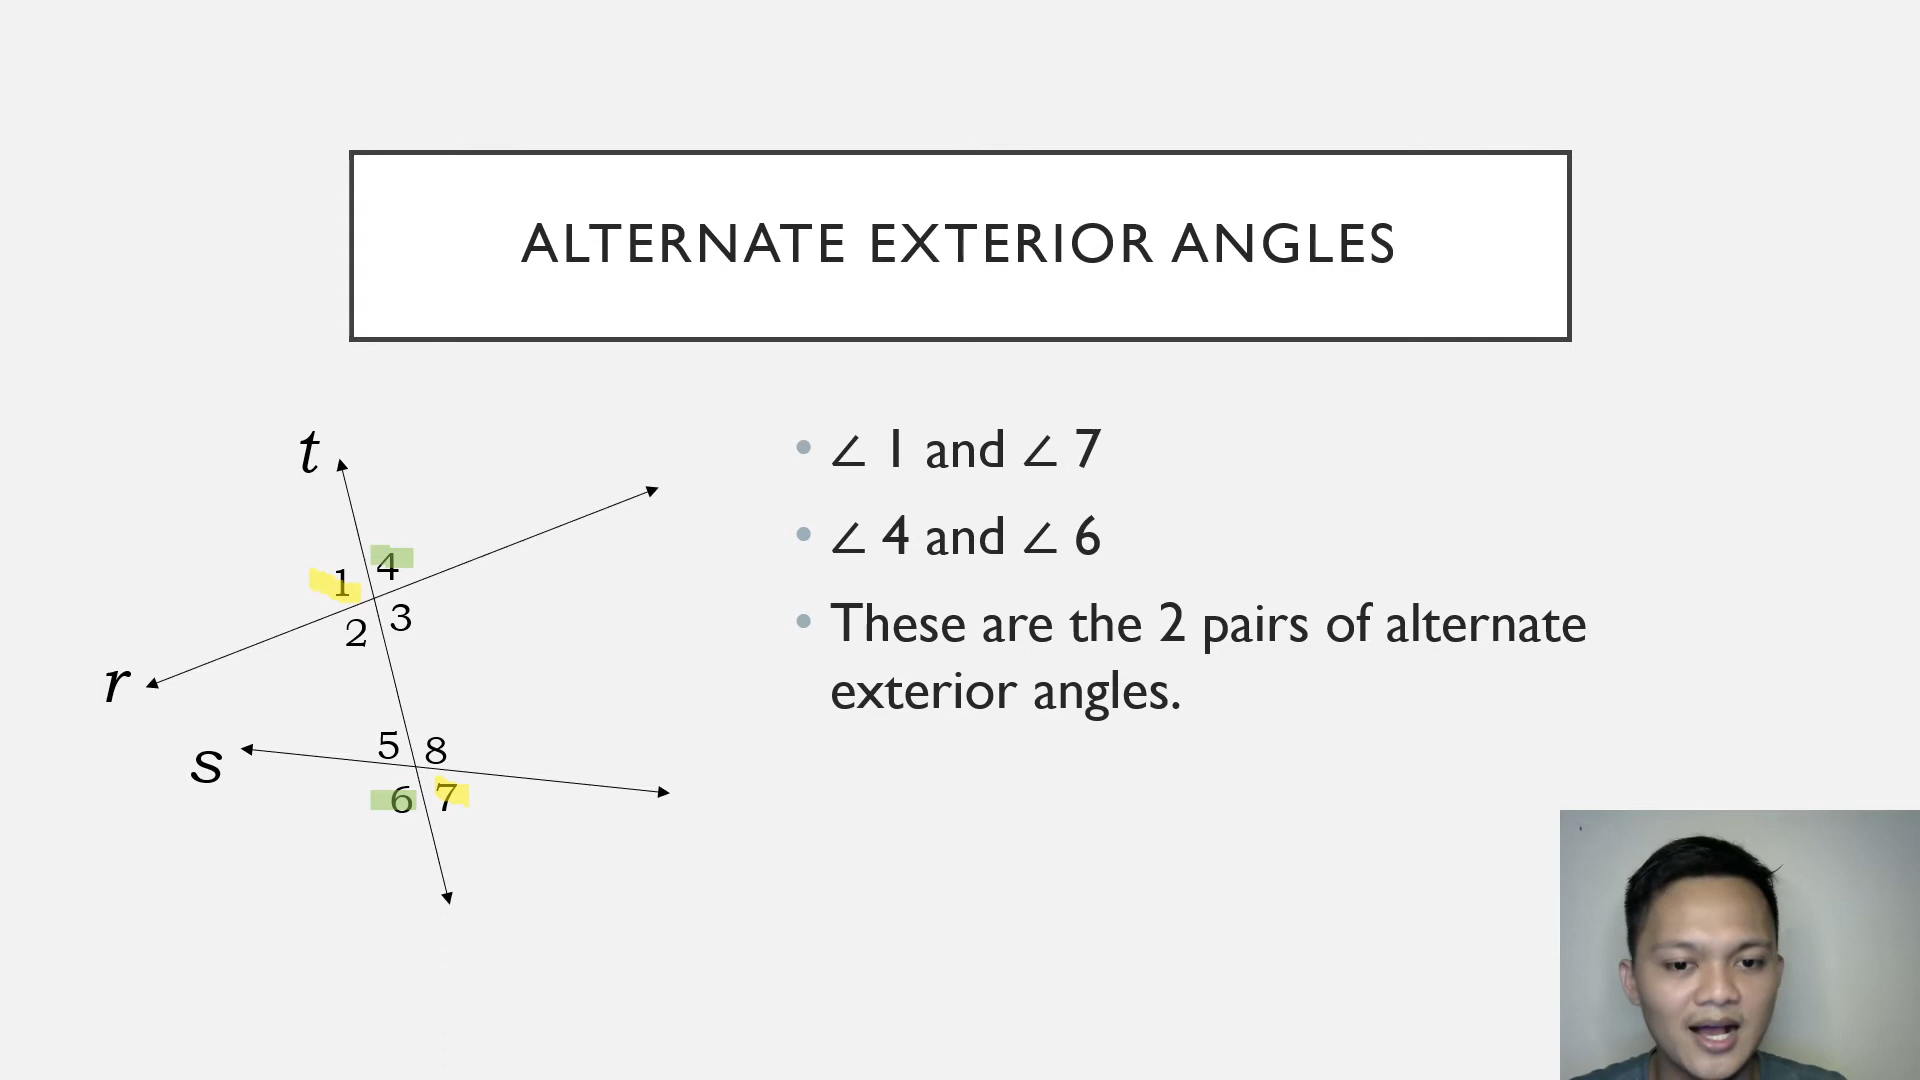 ALTERNATE EXTERIOR ANGLES
t
4
1
3
2
r
5 8
s
6 7
• ∠ 1 and ∠ 7
• ∠ 4 and ∠ 6
• These are the 2 pairs of alternate
exterior angles.